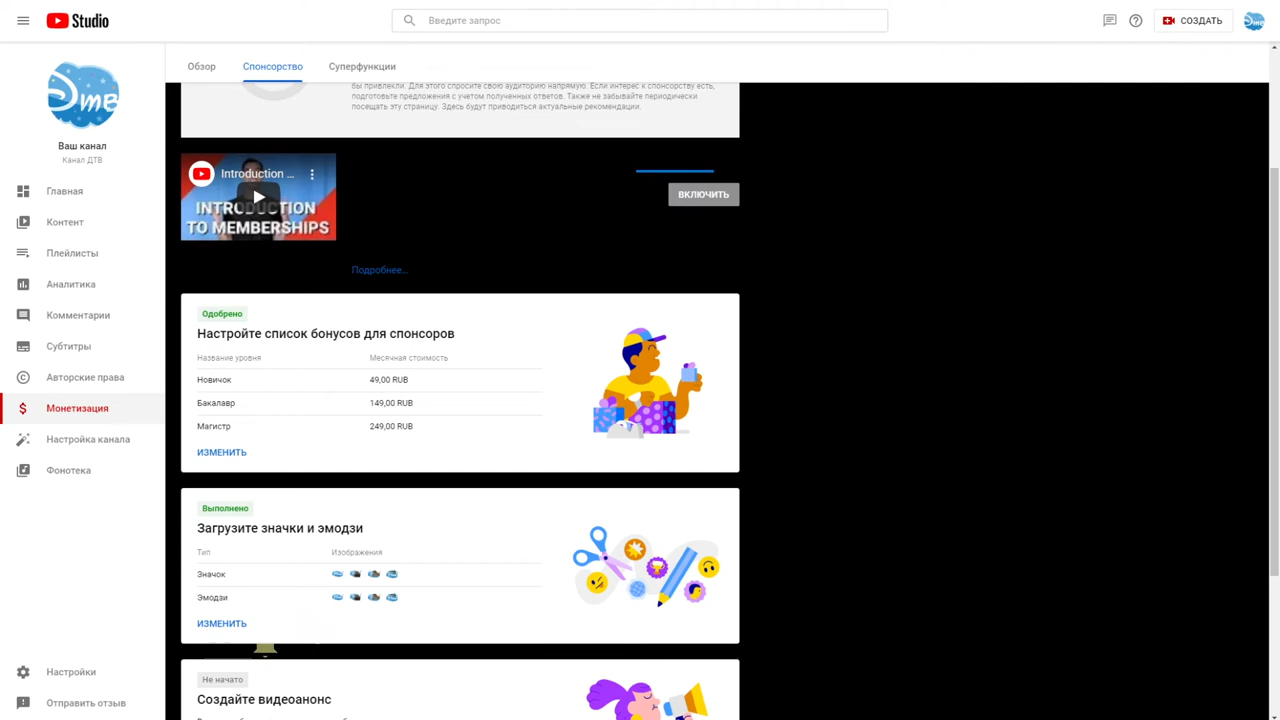 Studio
Введите запрос
СОЗДАТЬ
Дтв
Дтв
Ваш канал
Канал ДТВ
Главная
Контент
Плейлисты
Аналитика
Комментарии
Субтитры
Авторские права
Монетизация
Настройка канала
Фонотека
Настройки
Отправить отзыв
Обзор Спонсорство Суперфункции
бы привлекли. Для этого спросите свою аудиторию напрямую. Если интерес к спонсорству есть,
подготовьте предложения с учетом полученных ответов. Также не забывайте периодически
посещать эту страницу. Здесь будут приводиться актуальные рекомендации.
Introduction ...
INTRODUCTION
TO MEMBERSHIPS
ВКЛЮЧИТЬ
Подробнее...
Одобрено
Настройте список бонусов для спонсоров
Название уровня Месячная стоимость
Новичок 49,00 RUB
Бакалавр 149,00 RUB
Магистр 249,00 RUB
ИЗМЕНИТЬ
Выполнено
Загрузите значки и эмодзи
Тип Изображения
Значок
Эмодзи
ИЗМЕНИТЬ
Не начато
Создайте видеоанонс